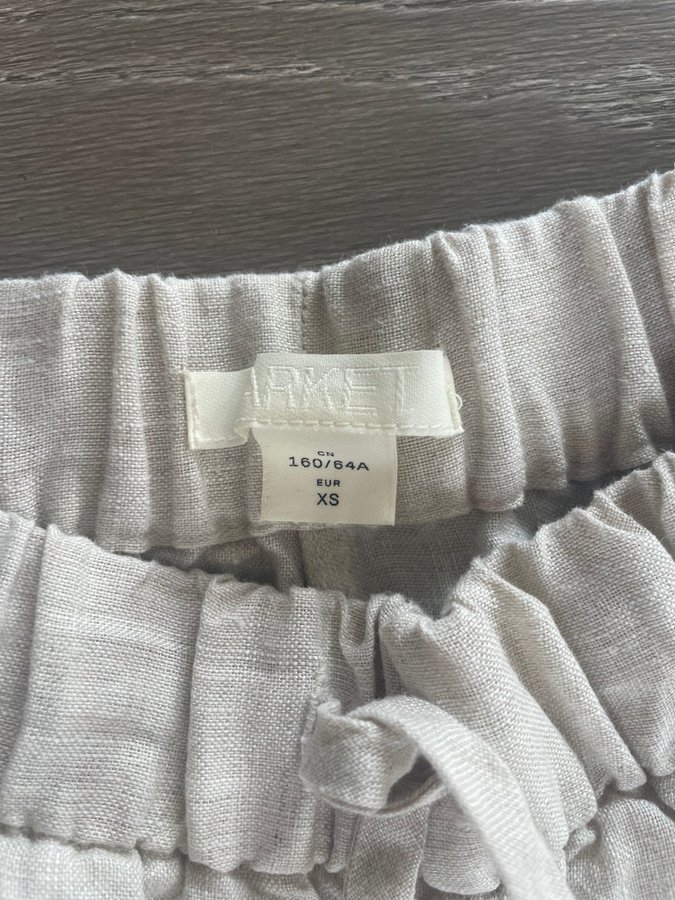 ARKET
CN
160/64A
EUR
XS